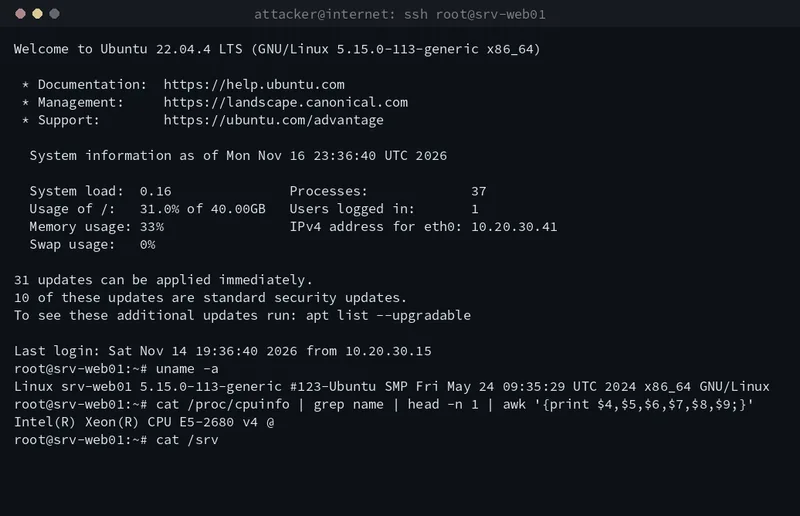 attacker@internet: ssh root@srv-web01
Welcome to Ubuntu 22.04.4 LTS (GNU/Linux 5.15.0-113-generic x86_64)
* Documentation:  https://help.ubuntu.com
* Management:     https://landscape.canonical.com
* Support:        https://ubuntu.com/advantage
System information as of Mon Nov 16 23:36:40 UTC 2026
System load:  0.16               Processes:             37
Usage of /:   31.0% of 40.00GB   Users logged in:       1
Memory usage: 33%                IPv4 address for eth0: 10.20.30.41
Swap usage:   0%
31 updates can be applied immediately.
10 of these updates are standard security updates.
To see these additional updates run: apt list --upgradable
Last login: Sat Nov 14 19:36:40 2026 from 10.20.30.15
root@srv-web01:~# uname -a
Linux srv-web01 5.15.0-113-generic #123-Ubuntu SMP Fri May 24 09:35:29 UTC 2024 x86_64 GNU/Linux
root@srv-web01:~# cat /proc/cpuinfo | grep name | head -n 1 | awk '{print $4,$5,$6,$7,$8,$9;}'
Intel(R) Xeon(R) CPU E5-2680 v4 @
root@srv-web01:~# cat /srv